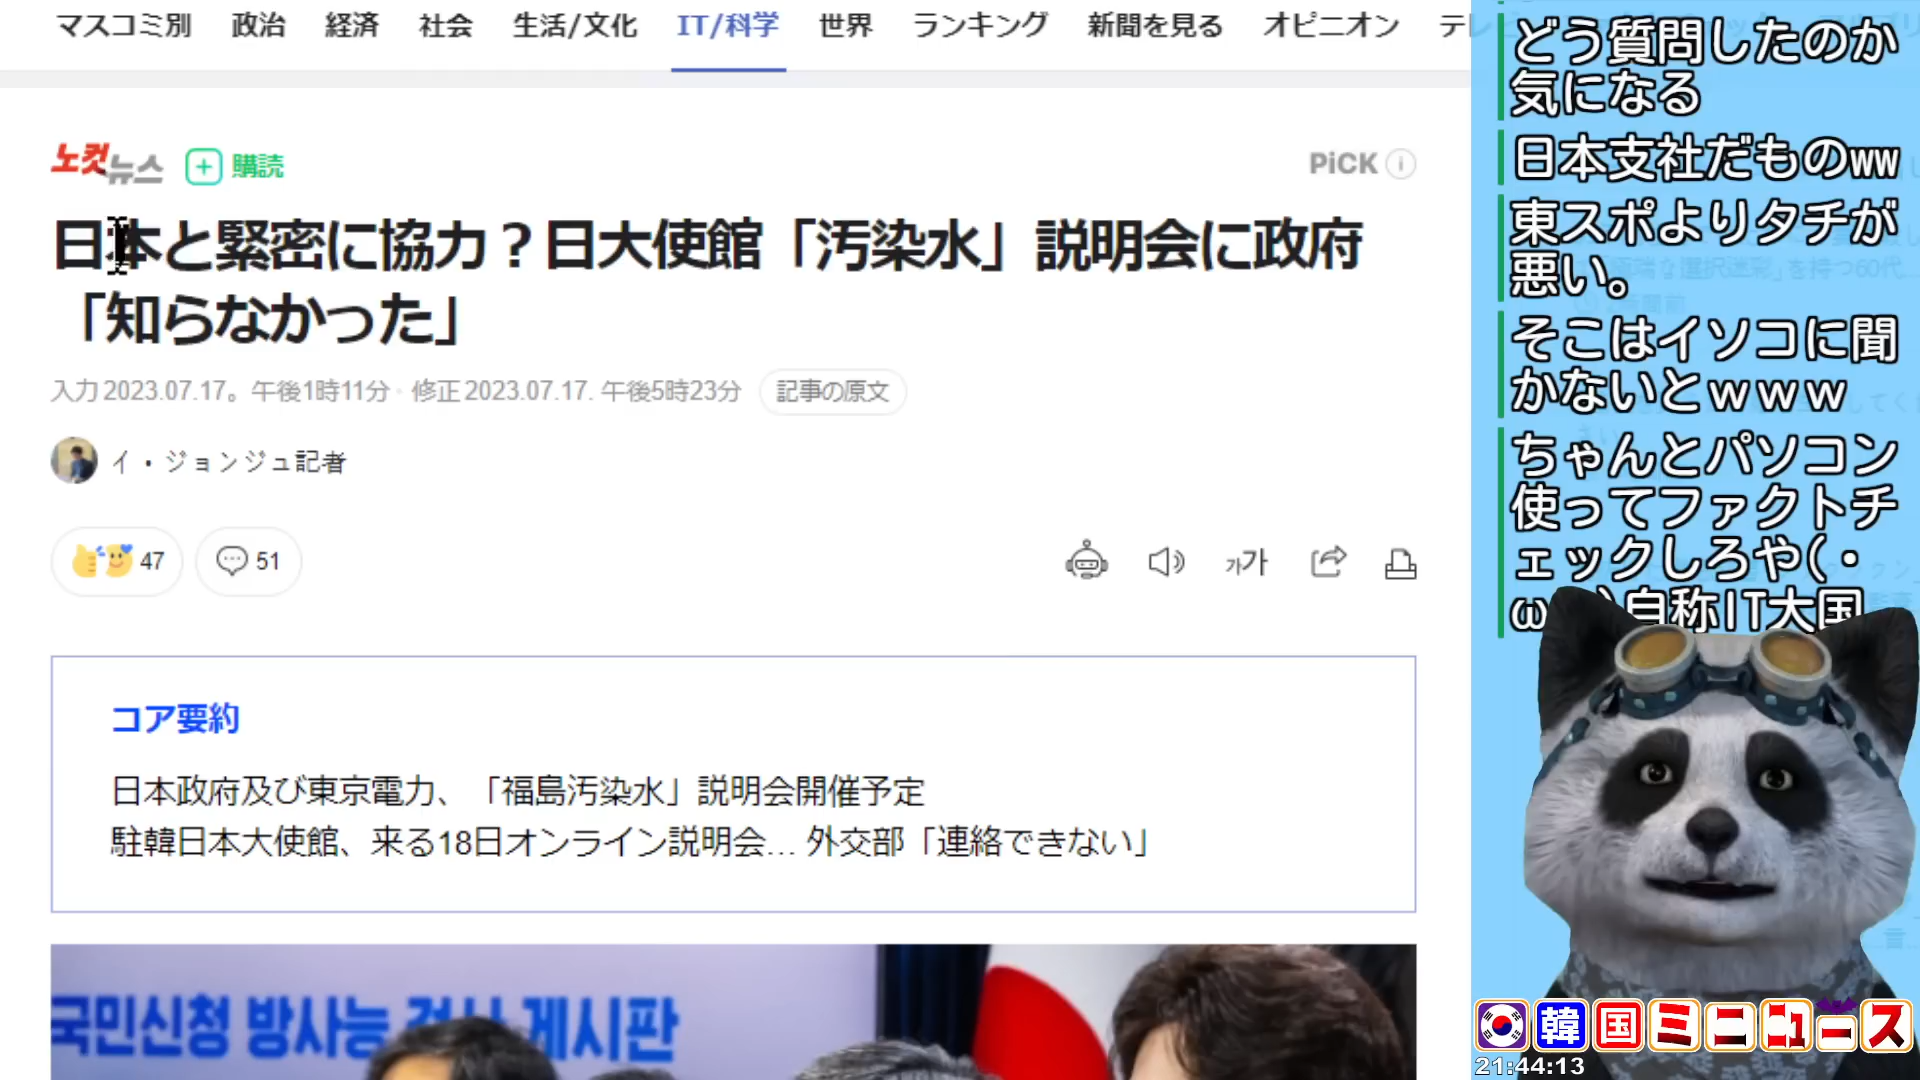 マスコミ別 政治 経済 社会 生活/文化 IT/科学 世界 ランキング 新聞を見る オピニオン テレビ
노컷뉴스 + 購読
PiCK i
日本と緊密に協力？日大使館「汚染水」説明会に政府
「知らなかった」
入力 2023.07.17。午後1時11分 · 修正 2023.07.17. 午後5時23分 記事の原文
イ・ジョンジュ記者
47 51
가가
コア要約
日本政府及び東京電力、「福島汚染水」説明会開催予定
駐韓日本大使館、来る18日オンライン説明会… 外交部「連絡できない」
국민신청 방사능 검사 게시판
どう質問したのか
気になる
日本支社だものww
東スポよりタチが
悪い。
そこはイソコに聞
かないとｗｗｗ
ちゃんとパソコン
使ってファクトチ
ェックしろや(・
ω 自称IT大国
韓国ミニニュース
21:44:13